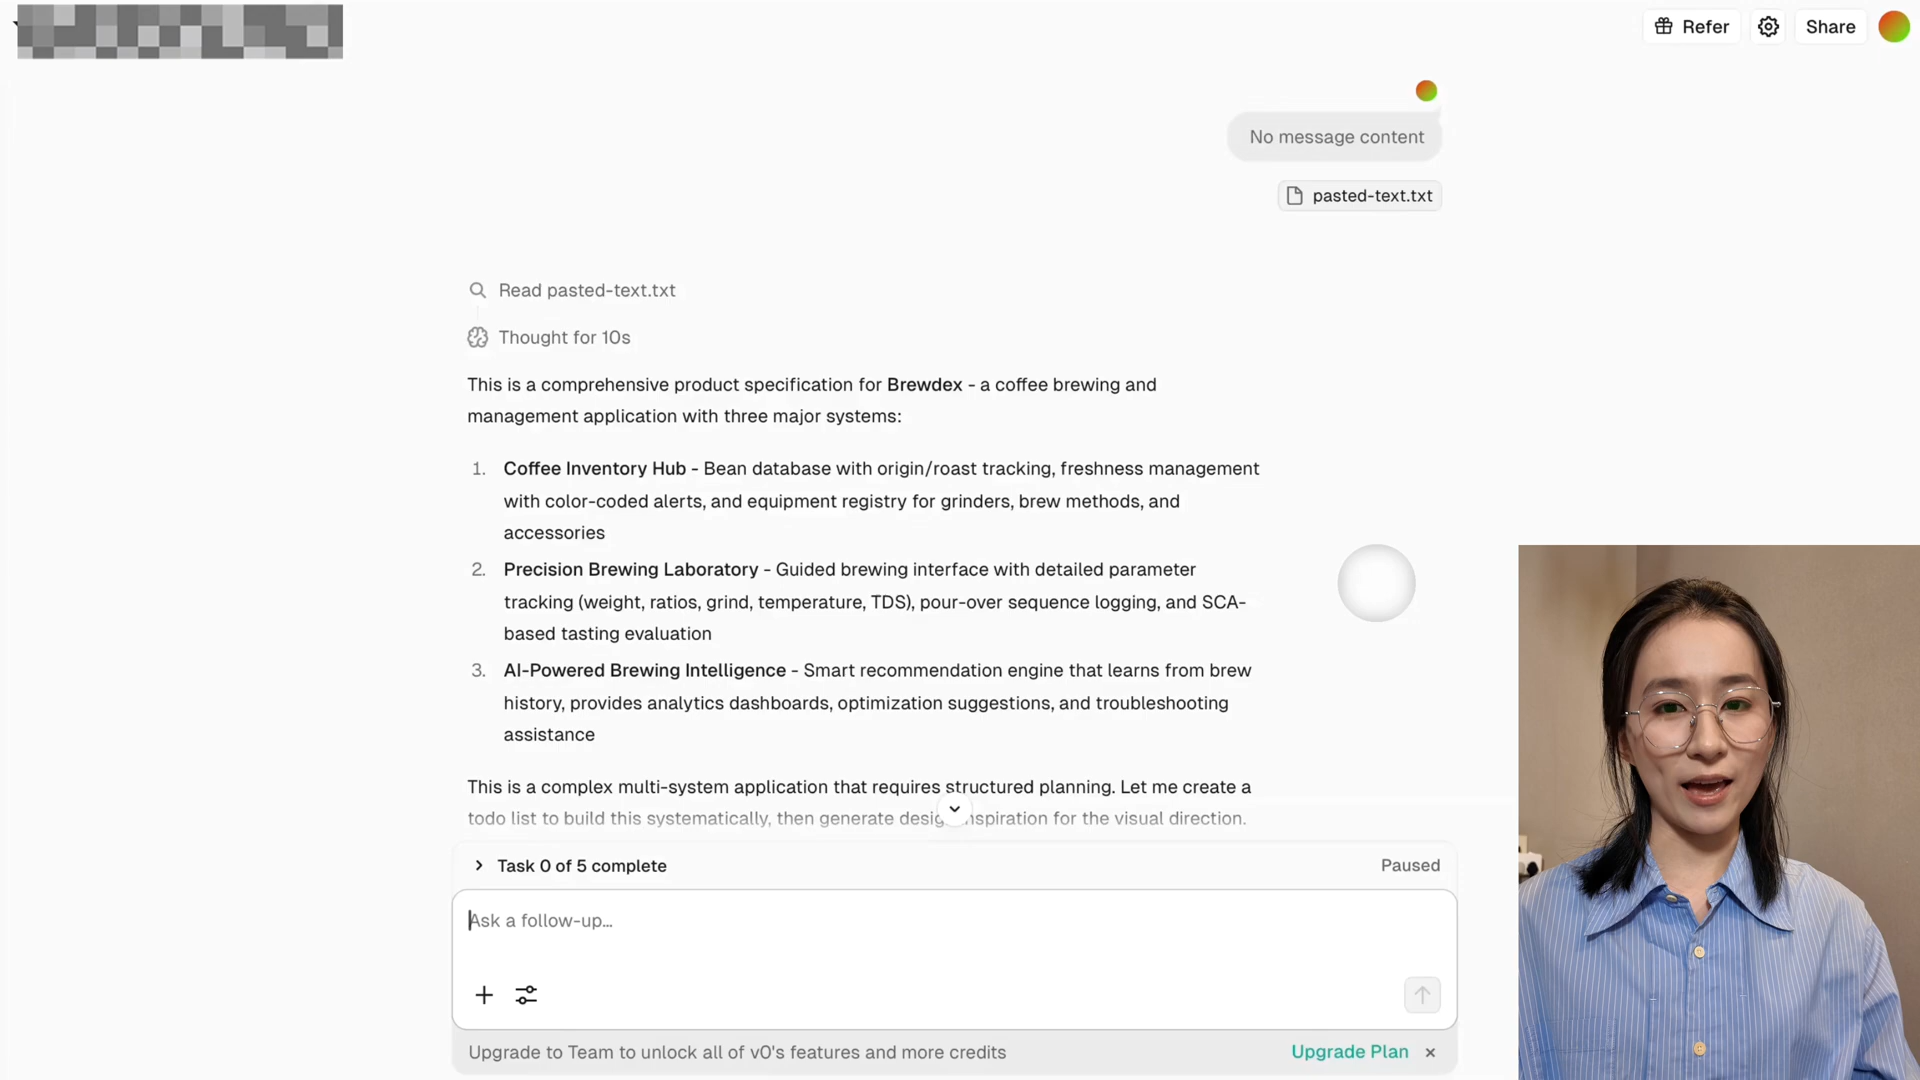 Refer
Share
No message content
pasted-text.txt
Read pasted-text.txt
Thought for 10s
This is a comprehensive product specification for Brewdex - a coffee brewing and
management application with three major systems:
1. Coffee Inventory Hub - Bean database with origin/roast tracking, freshness management
with color-coded alerts, and equipment registry for grinders, brew methods, and
accessories
2. Precision Brewing Laboratory - Guided brewing interface with detailed parameter
tracking (weight, ratios, grind, temperature, TDS), pour-over sequence logging, and SCA-
based tasting evaluation
3. AI-Powered Brewing Intelligence - Smart recommendation engine that learns from brew
history, provides analytics dashboards, optimization suggestions, and troubleshooting
assistance
This is a complex multi-system application that requires structured planning. Let me create a
todo list to build this systematically, then generate design inspiration for the visual direction.
Task 0 of 5 complete
Paused
Ask a follow-up...
Upgrade to Team to unlock all of v0's features and more credits
Upgrade Plan